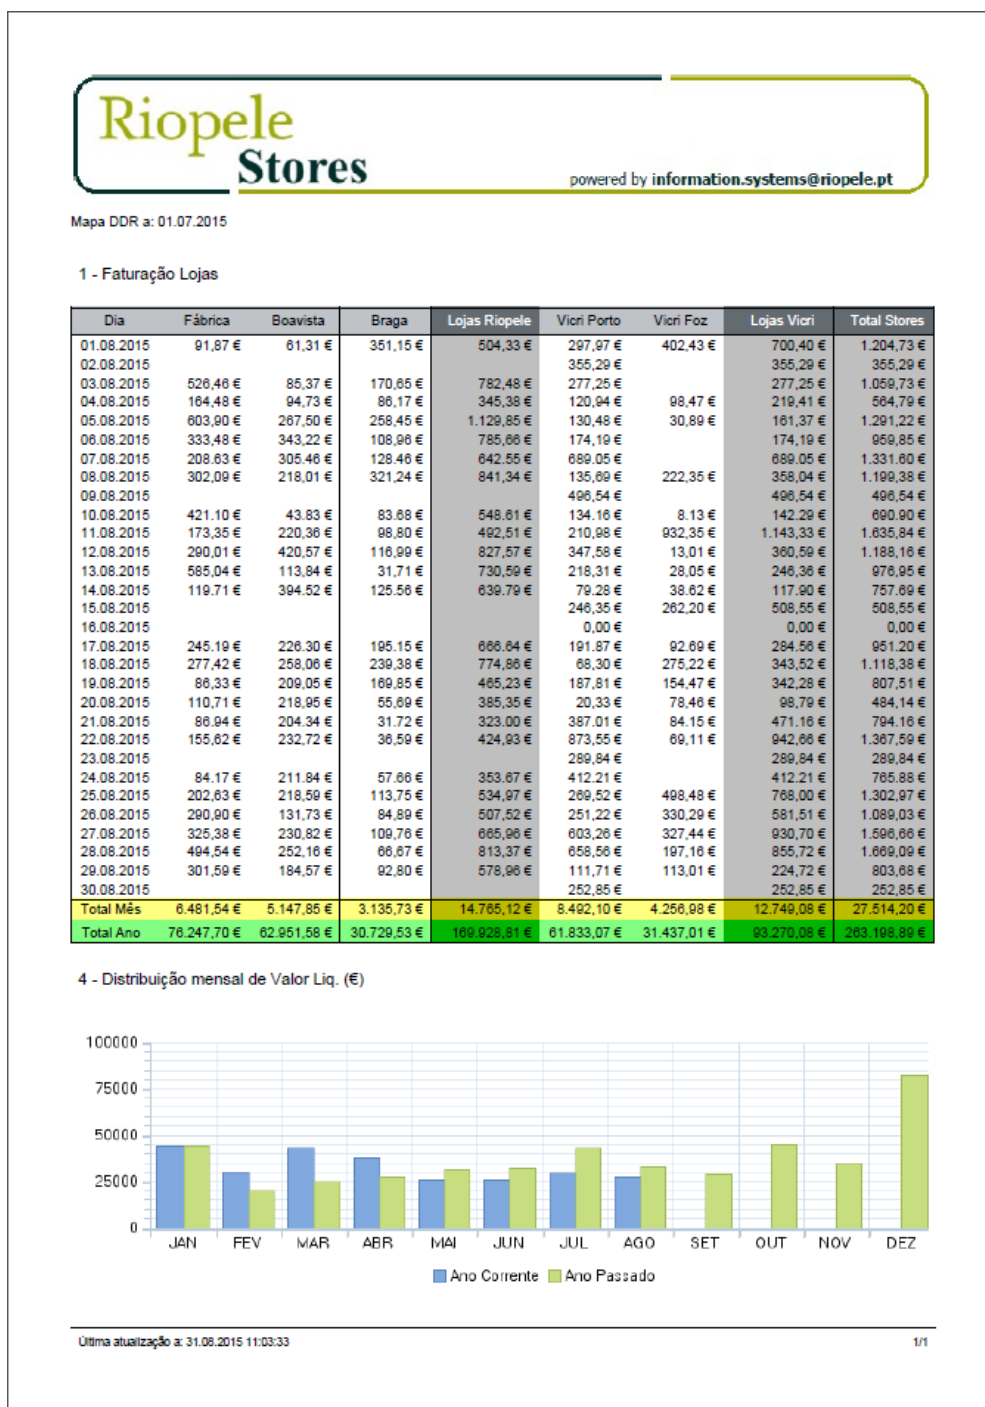 Riopele
Stores
powered by information.systems@riopele.pt
Mapa DDR a: 01.07.2015
1 - Faturação Lojas
Dia Fábrica Boavista Braga Lojas Riopele Vicri Porto Vicri Foz Lojas Vicri Total Stores
01.08.2015 91,87 € 61,31 € 351,15 € 504,33 € 297,97 € 402,43 € 700,40 € 1.204,73 €
02.08.2015 355,29 € 355,29 € 355,29 €
03.08.2015 526,46 € 85,37 € 170,65 € 782,48 € 277,25 € 277,25 € 1.059,73 €
04.08.2015 164,48 € 94,73 € 86,17 € 345,38 € 120,94 € 98,47 € 219,41 € 564,79 €
05.08.2015 603,90 € 267,50 € 258,45 € 1.129,85 € 130,48 € 30,89 € 161,37 € 1.291,22 €
06.08.2015 333,48 € 343,22 € 108,96 € 785,66 € 174,19 € 174,19 € 959,85 €
07.08.2015 208,63 € 305,46 € 128,46 € 642,55 € 689,05 € 689,05 € 1.331,60 €
08.08.2015 302,09 € 218,01 € 321,24 € 841,34 € 135,69 € 222,35 € 358,04 € 1.199,38 €
09.08.2015 496,54 € 496,54 € 496,54 €
10.08.2015 421,10 € 43,83 € 83,68 € 548,61 € 134,16 € 8,13 € 142,29 € 690,90 €
11.08.2015 173,35 € 220,36 € 98,80 € 492,51 € 210,98 € 932,35 € 1.143,33 € 1.635,84 €
12.08.2015 290,01 € 420,57 € 116,99 € 827,57 € 347,58 € 13,01 € 360,59 € 1.188,16 €
13.08.2015 585,04 € 113,84 € 31,71 € 730,59 € 218,31 € 28,05 € 246,36 € 976,95 €
14.08.2015 119,71 € 394,52 € 125,56 € 639,79 € 79,28 € 38,62 € 117,90 € 757,69 €
15.08.2015 246,35 € 262,20 € 508,55 € 508,55 €
16.08.2015 0,00 € 0,00 € 0,00 €
17.08.2015 245,19 € 226,30 € 195,15 € 666,64 € 191,87 € 92,69 € 284,56 € 951,20 €
18.08.2015 277,42 € 258,06 € 239,38 € 774,86 € 68,30 € 275,22 € 343,52 € 1.118,38 €
19.08.2015 86,33 € 209,05 € 169,85 € 465,23 € 187,81 € 154,47 € 342,28 € 807,51 €
20.08.2015 110,71 € 218,95 € 55,69 € 385,35 € 20,33 € 78,46 € 98,79 € 484,14 €
21.08.2015 86,94 € 204,34 € 31,72 € 323,00 € 387,01 € 84,15 € 471,16 € 794,16 €
22.08.2015 155,62 € 232,72 € 36,59 € 424,93 € 873,55 € 69,11 € 942,66 € 1.367,59 €
23.08.2015 289,84 € 289,84 € 289,84 €
24.08.2015 84,17 € 211,84 € 57,66 € 353,67 € 412,21 € 412,21 € 765,88 €
25.08.2015 202,63 € 218,59 € 113,75 € 534,97 € 269,52 € 498,48 € 768,00 € 1.302,97 €
26.08.2015 290,90 € 131,73 € 84,89 € 507,52 € 251,22 € 330,29 € 581,51 € 1.089,03 €
27.08.2015 325,38 € 230,82 € 109,76 € 665,96 € 603,26 € 327,44 € 930,70 € 1.596,66 €
28.08.2015 494,54 € 252,16 € 66,67 € 813,37 € 658,56 € 197,16 € 855,72 € 1.669,09 €
29.08.2015 301,59 € 184,57 € 92,80 € 578,96 € 111,71 € 113,01 € 224,72 € 803,68 €
30.08.2015 252,85 € 252,85 € 252,85 €
Total Mês 6.481,54 € 5.147,85 € 3.135,73 € 14.765,12 € 8.492,10 € 4.256,98 € 12.749,08 € 27.514,20 €
Total Ano 76.247,70 € 62.951,58 € 30.729,53 € 169.928,81 € 61.833,07 € 31.437,01 € 93.270,08 € 263.198,89 €
4 - Distribuição mensal de Valor Liq. (€)
100000
75000
50000
25000
0
JAN FEV MAR ABR MAI JUN JUL AGO SET OUT NOV DEZ
Ano Corrente Ano Passado
Última atualização a: 31.08.2015 11:03:33 1/1